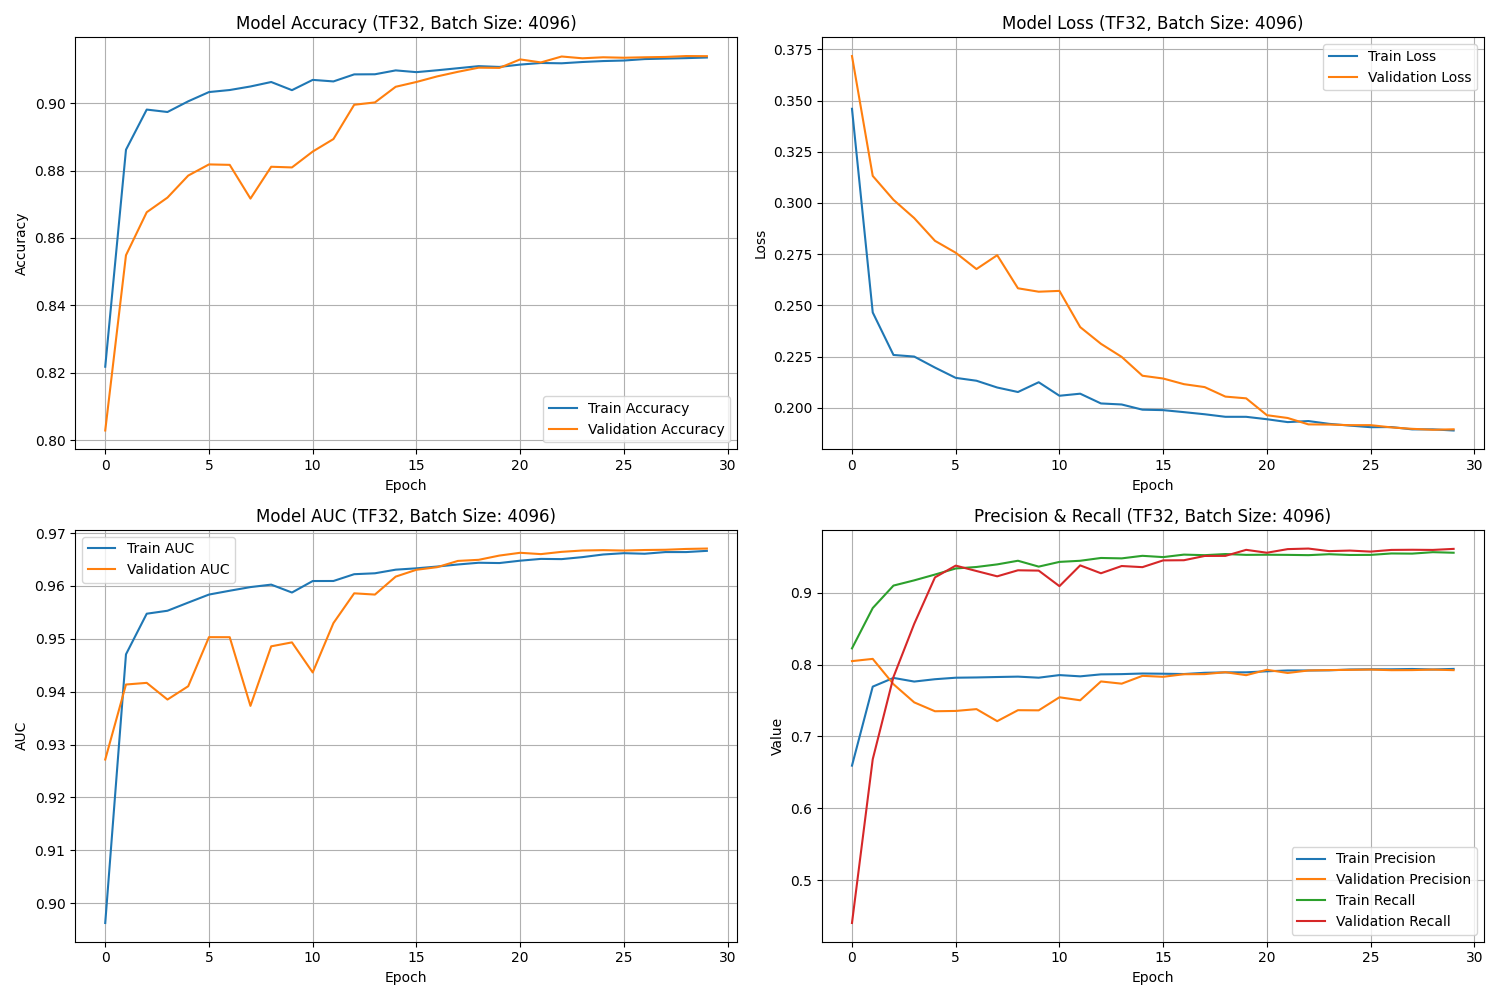 Model Accuracy (TF32, Batch Size: 4096)
0.90
0.88
0.86
0.84
0.82
0.80
Accuracy
0
5
10
15
20
25
30
Epoch
Train Accuracy
Validation Accuracy
Model Loss (TF32, Batch Size: 4096)
0.375
0.350
0.325
0.300
0.275
0.250
0.225
0.200
Loss
0
5
10
15
20
25
30
Epoch
Train Loss
Validation Loss
Model AUC (TF32, Batch Size: 4096)
0.97
0.96
0.95
0.94
0.93
0.92
0.91
0.90
AUC
0
5
10
15
20
25
30
Epoch
Train AUC
Validation AUC
Precision & Recall (TF32, Batch Size: 4096)
0.9
0.8
0.7
0.6
0.5
Value
0
5
10
15
20
25
30
Epoch
Train Precision
Validation Precision
Train Recall
Validation Recall